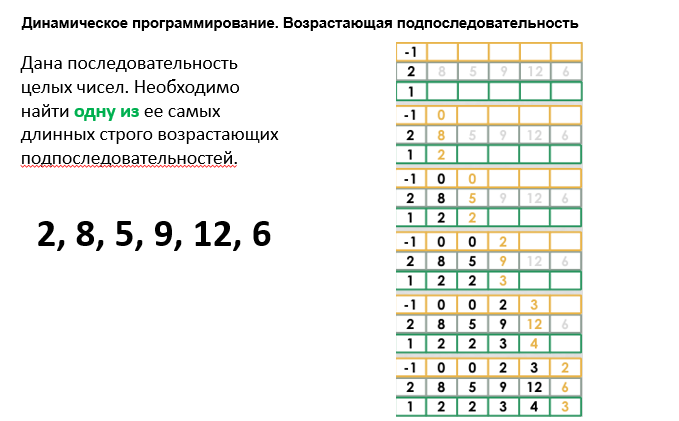 Динамическое программирование. Возрастающая подпоследовательность
Дана последовательность
целых чисел. Необходимо
найти одну из ее самых
длинных строго возрастающих
подпоследовательностей.
2, 8, 5, 9, 12, 6
-1
2 8 5 9 12 6
1
-1 0
2 8 5 9 12 6
1 2
-1 0 0
2 8 5 9 12 6
1 2 2
-1 0 0 2
2 8 5 9 12 6
1 2 2 3
-1 0 0 2 3
2 8 5 9 12 6
1 2 2 3 4
-1 0 0 2 3 2
2 8 5 9 12 6
1 2 2 3 4 3